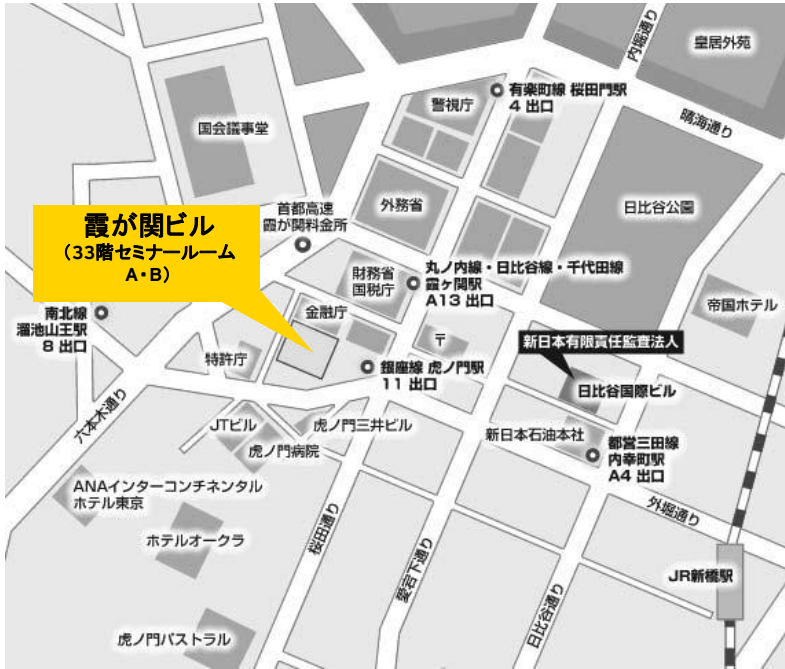 皇居外苑
内堀通り
有楽町線 桜田門駅
4 出口
警視庁
晴海通り
国会議事堂
外務省
日比谷公園
首都高速
霞が関料金所
霞が関ビル
(33階セミナールーム
A・B)
丸ノ内線・日比谷線・千代田線
霞ヶ関駅
A13 出口
財務省
国税庁
帝国ホテル
南北線
溜池山王駅
8 出口
金融庁
〒
新日本有限責任監査法人
特許庁
銀座線 虎ノ門駅
11 出口
日比谷国際ビル
六本木通り
JTビル
虎ノ門三井ビル
虎ノ門病院
新日本石油本社
都営三田線
内幸町駅
A4 出口
ANAインターコンチネンタル
ホテル東京
外堀通り
ホテルオークラ
桜田通り
愛宕下通り
日比谷通り
JR新橋駅
虎ノ門パストラル